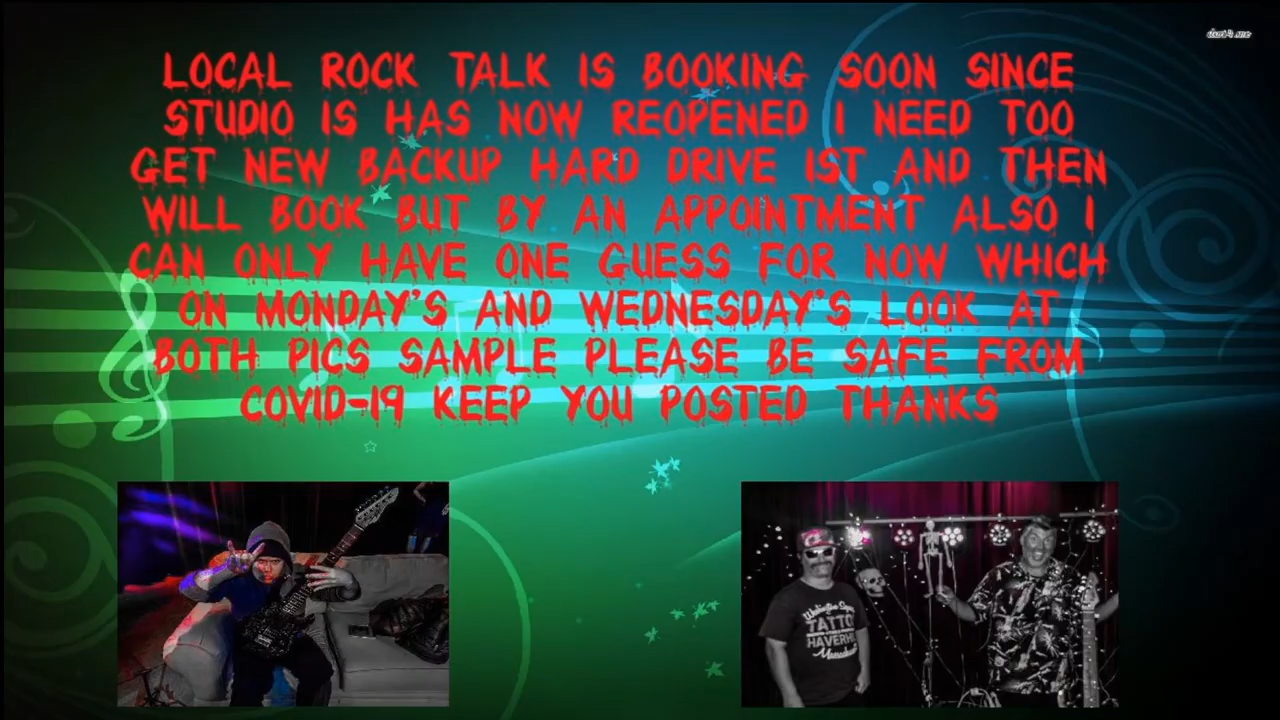 LOCAL ROCK TALK IS BOOKING SOON SINCE
STUDIO IS HAS NOW REOPENED I NEED TOO
GET NEW BACKUP HARD DRIVE 1ST AND THEN
WILL BOOK BUT BY AN APPOINTMENT ALSO I
CAN ONLY HAVE ONE GUESS FOR NOW WHICH
ON MONDAY'S AND WEDNESDAY'S LOOK AT
BOTH PICS SAMPLE PLEASE BE SAFE FROM
COVID-19 KEEP YOU POSTED THANKS
TATTO
HAVERHI